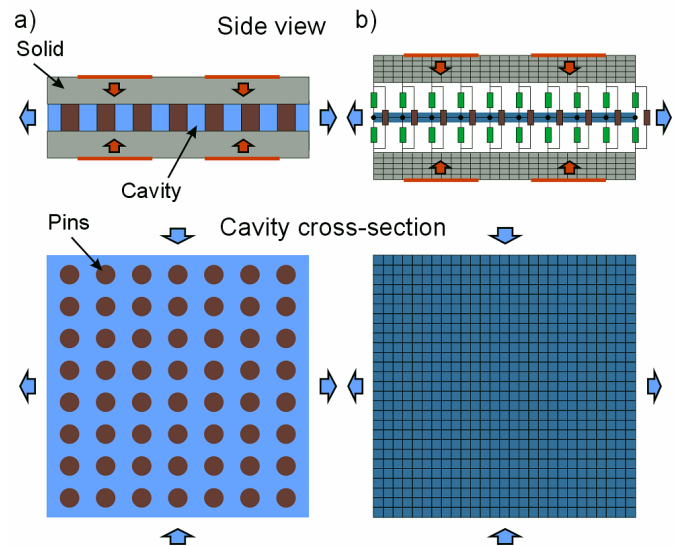 a)
Side view
b)
Solid
Cavity
Pins
Cavity cross-section